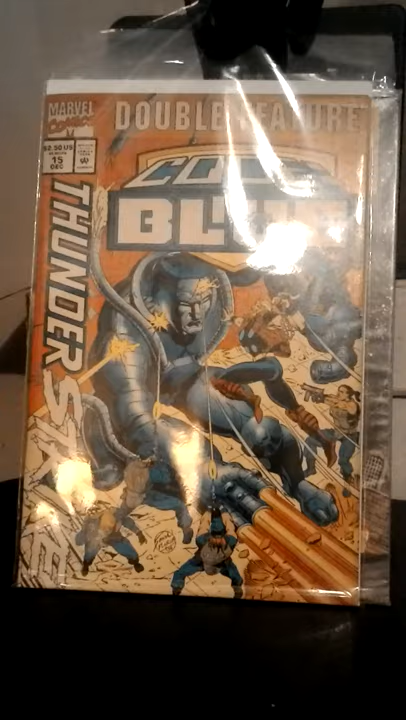 MARVEL
COMICS
DOUBLE FEATURE
$2.50 US
15
DEC
CODE
BLUE
THUNDERSTRIKE